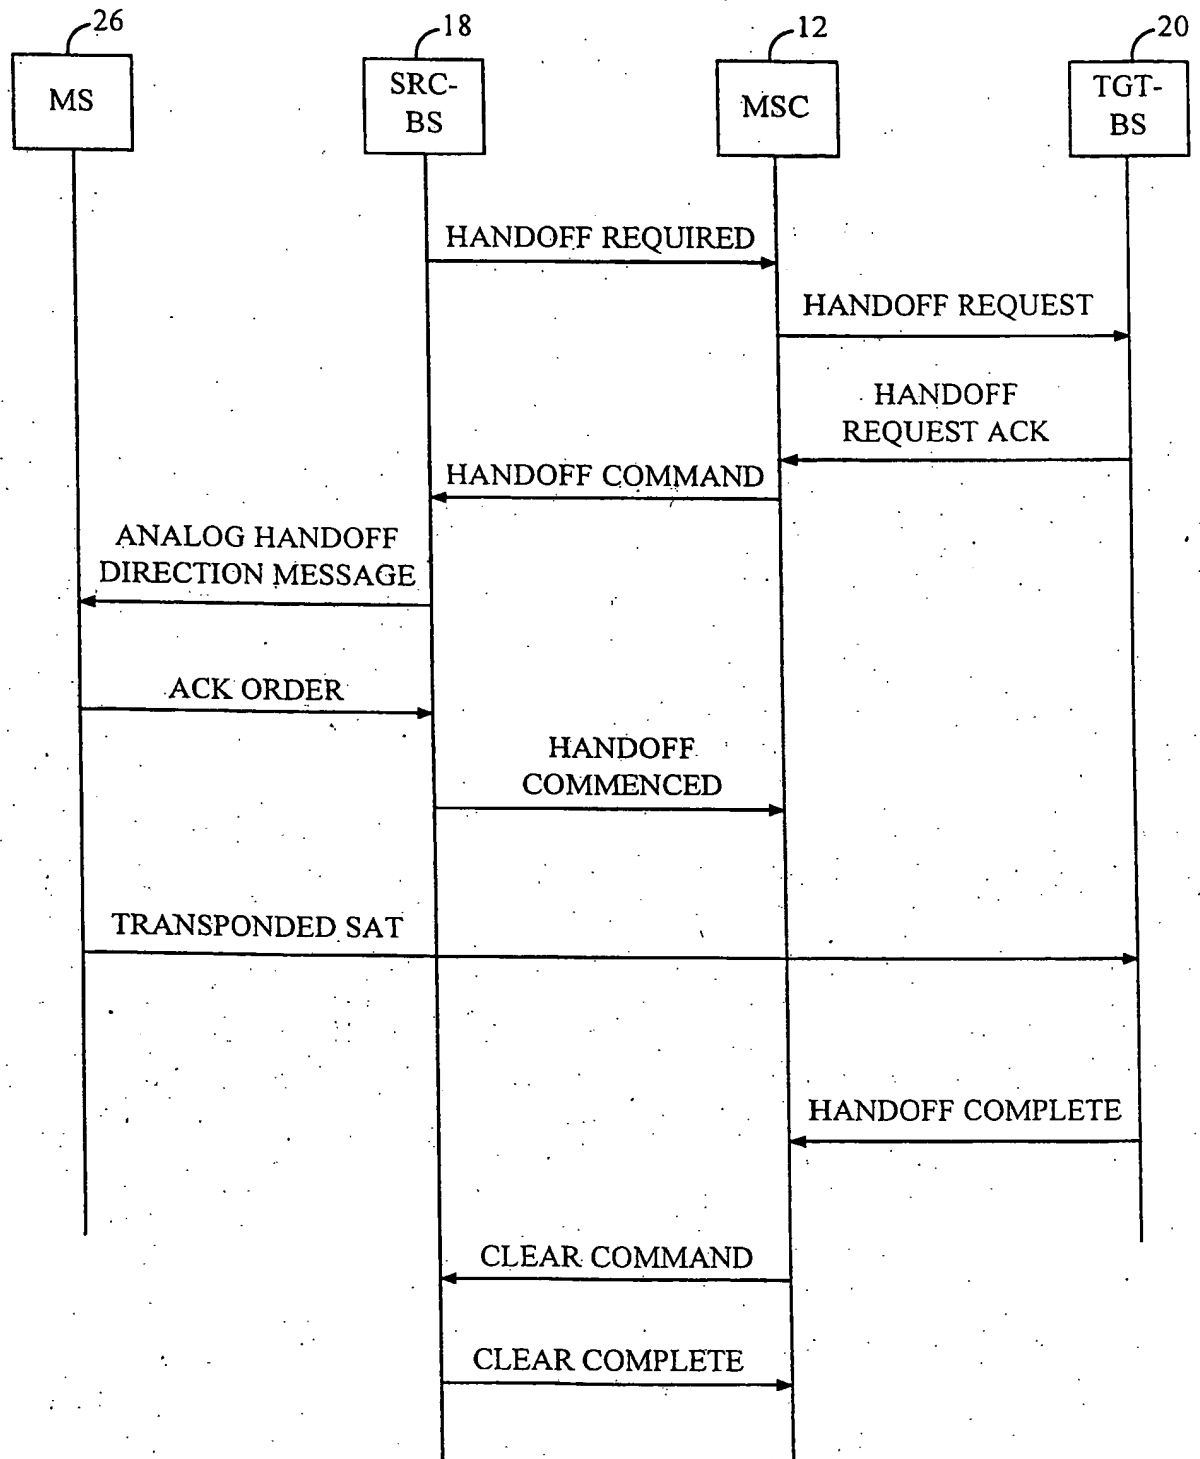 26
18
12
20
MS
SRC-
BS
MSC
TGT-
BS
HANDOFF REQUIRED
HANDOFF REQUEST
HANDOFF
REQUEST ACK
HANDOFF COMMAND
ANALOG HANDOFF
DIRECTION MESSAGE
ACK ORDER
HANDOFF
COMMENCED
TRANSPONDED SAT
HANDOFF COMPLETE
CLEAR COMMAND
CLEAR COMPLETE